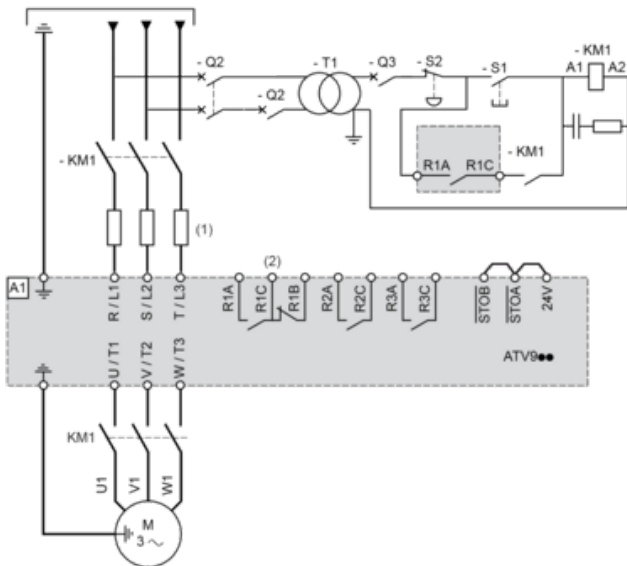 - Q2
- T1
- Q3
- S2
- S1
- KM1
A1
A2
- Q2
- KM1
R1A
R1C
- KM1
(1)
(2)
A1
R / L1
S / L2
T / L3
R1A
R1C
R1B
R2A
R2C
R3A
R3C
STOB
STOA
24V
U / T1
V / T2
W / T3
ATV9●●
KM1
U1
V1
W1
M
3 ~